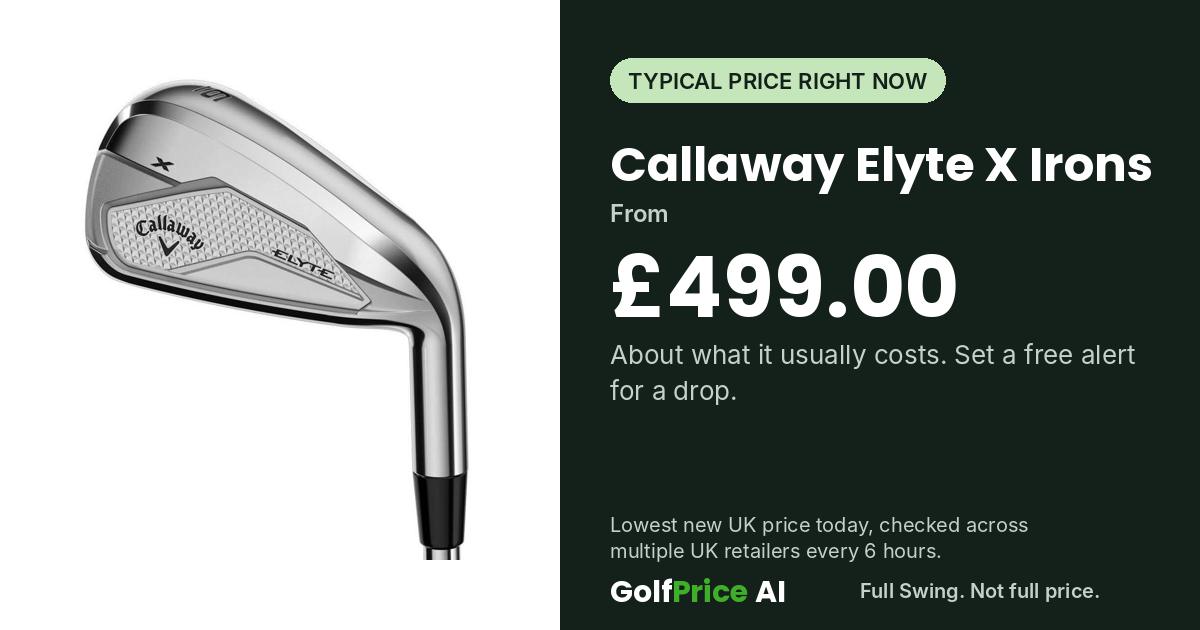 6
X
Callaway
ELYTE
TYPICAL PRICE RIGHT NOW
Callaway Elyte X Irons
From
£499.00
About what it usually costs. Set a free alert
for a drop.
Lowest new UK price today, checked across
multiple UK retailers every 6 hours.
GolfPrice AI
Full Swing. Not full price.